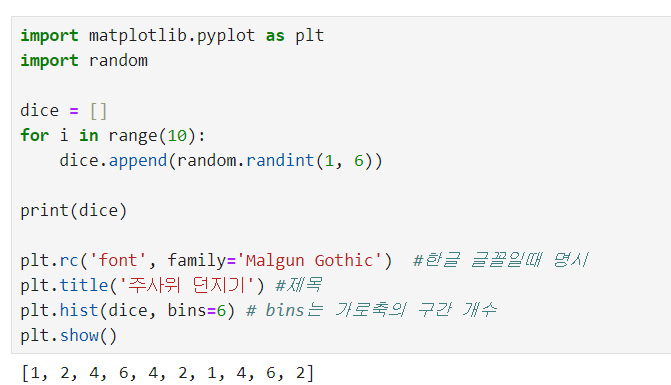 import matplotlib.pyplot as plt
import random
dice = []
for i in range(10):
    dice.append(random.randint(1, 6))
print(dice)
plt.rc('font', family='Malgun Gothic')  #한글 글꼴일때 명시
plt.title('주사위 던지기') #제목
plt.hist(dice, bins=6) # bins는 가로축의 구간 개수
plt.show()
[1, 2, 4, 6, 4, 2, 1, 4, 6, 2]